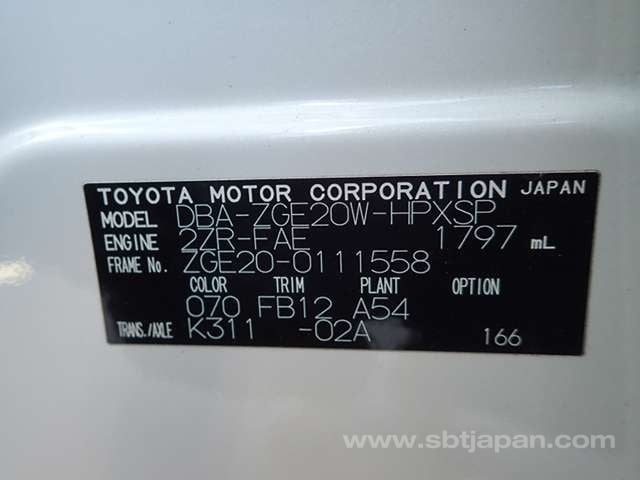 TOYOTA MOTOR CORPORATION JAPAN
MODEL DBA-ZGE20W-HPXSP
ENGINE 2ZR-FAE 1797 mL
FRAME No. ZGE20-0111558
COLOR TRIM PLANT OPTION
070 FB12 A54
TRANS./AXLE K311 -02A 166
www.sbtjapan.com